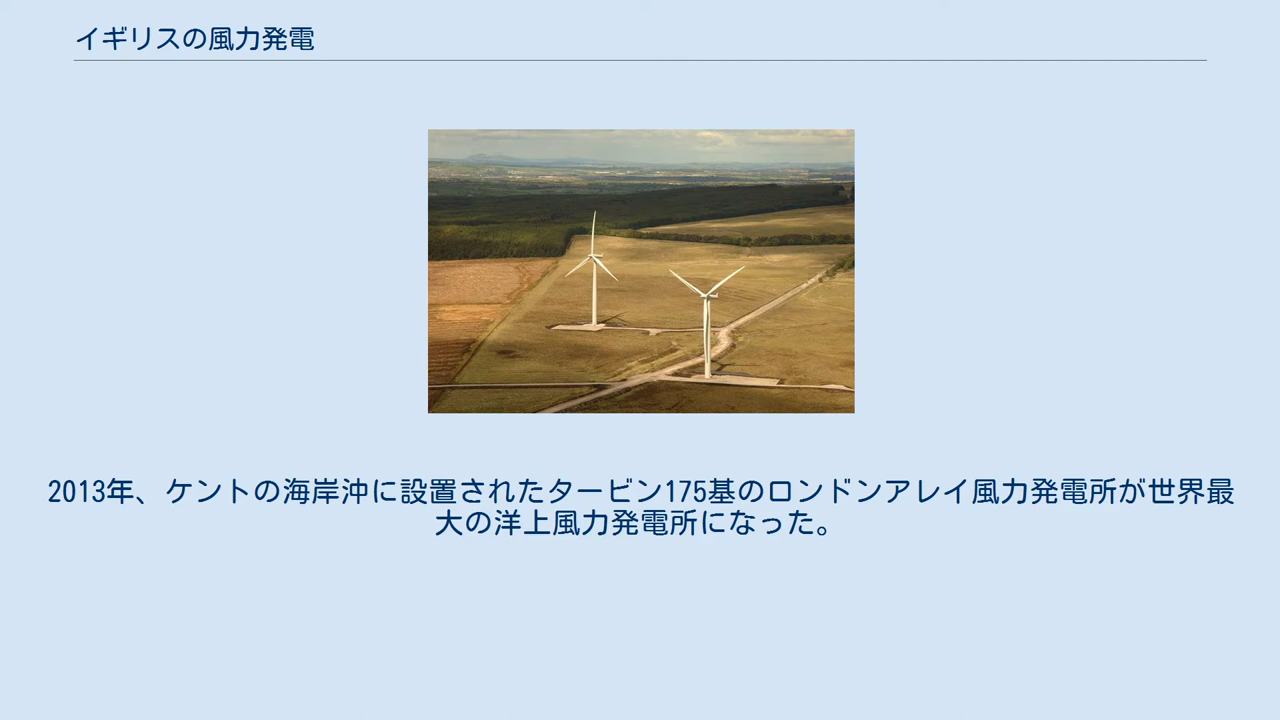 イギリスの風力発電
2013年、ケントの海岸沖に設置されたタービン175基のロンドンアレイ風力発電所が世界最
大の洋上風力発電所になった。